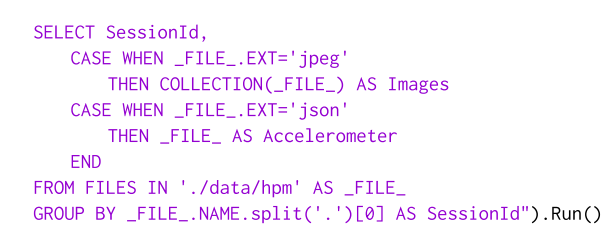 SELECT SessionId,
CASE WHEN _FILE_.EXT='jpeg'
THEN COLLECTION(_FILE_) AS Images
CASE WHEN _FILE_.EXT='json'
THEN _FILE_ AS Accelerometer
END
FROM FILES IN './data/hpm' AS _FILE_
GROUP BY _FILE_.NAME.split('.')[0] AS SessionId").Run()